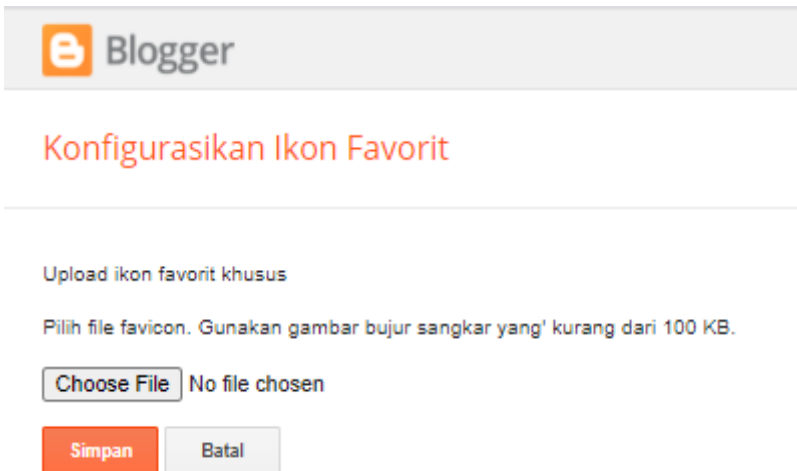 Blogger
Konfigurasikan Ikon Favorit
Upload ikon favorit khusus
Pilih file favicon. Gunakan gambar bujur sangkar yang' kurang dari 100 KB.
Choose File No file chosen
Simpan Batal